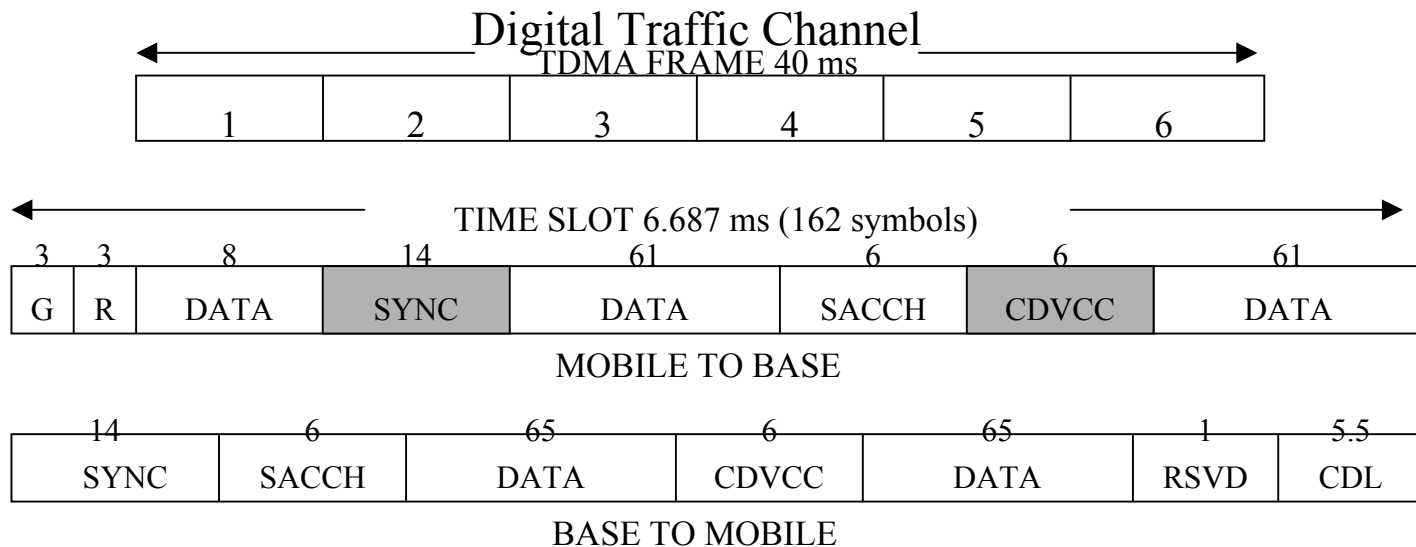 Digital Traffic Channel
TDMA FRAME 40 ms
1 2 3 4 5 6
TIME SLOT 6.687 ms (162 symbols)
3 3 8 14 61 6 6 61
G R DATA SYNC DATA SACCH CDVCC DATA
MOBILE TO BASE
14 6 65 6 65 1 5.5
SYNC SACCH DATA CDVCC DATA RSVD CDL
BASE TO MOBILE